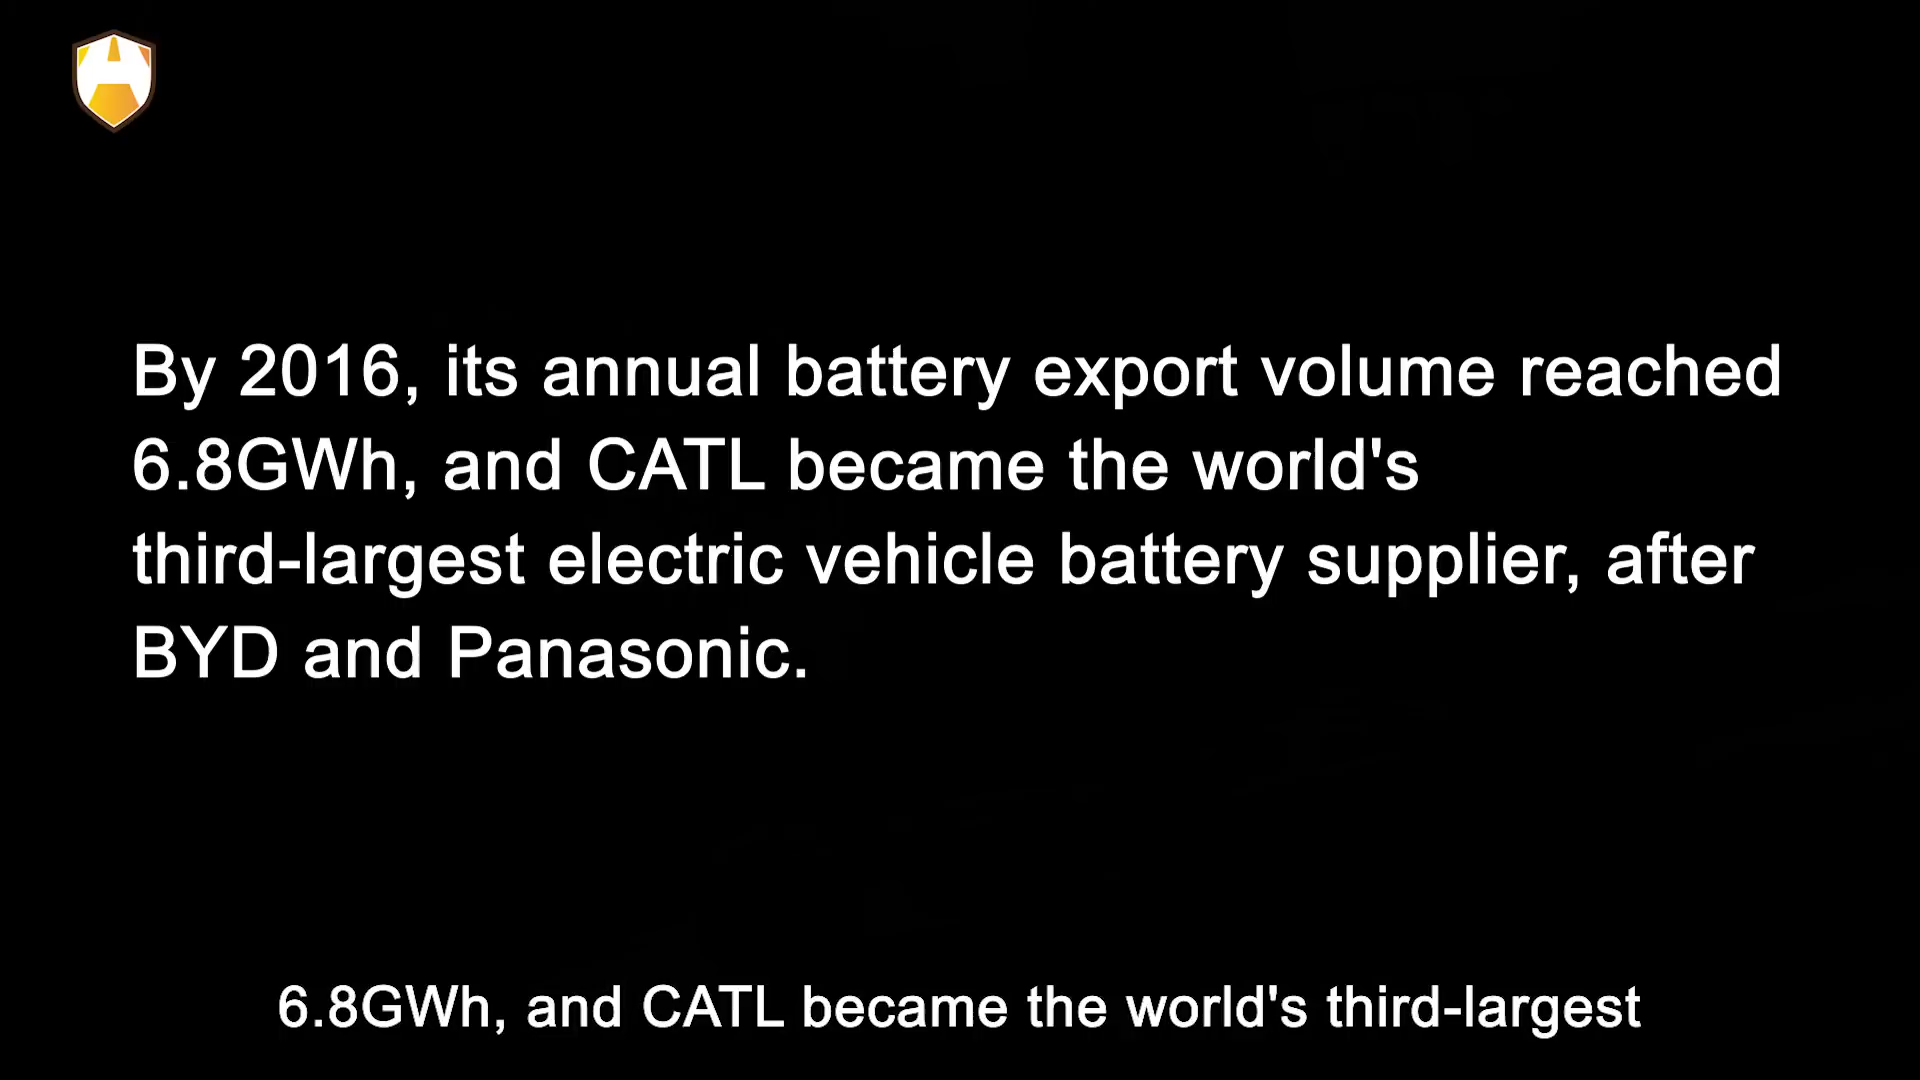 By 2016, its annual battery export volume reached
6.8GWh, and CATL became the world's
third-largest electric vehicle battery supplier, after
BYD and Panasonic.
6.8GWh, and CATL became the world's third-largest